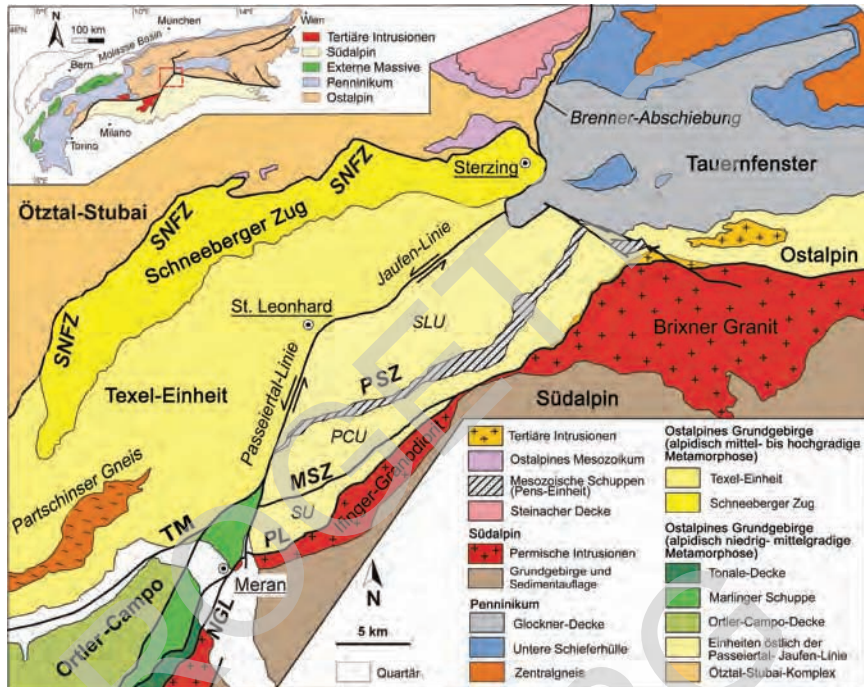 N
100 km
Molasse Basin
München
Wien
Bern
Milano
Torino
10°E
14°E
Tertiäre Intrusionen
Südalpin
Externe Massive
Penninikum
Ostalpin
Brenner-Abschiebung
Tauernfenster
Sterzing
Ötztal-Stubai
SNFZ
SNFZ
SNFZ
Schneeberger Zug
Jaufen-Linie
Ostalpin
St. Leonhard
SLU
Brixner Granit
Passeiertal-Linie
PSZ
Texel-Einheit
Südalpin
PCU
MSZ
Partschinser Gneis
SU
Ifinger-Granodiorit
TM
PL
Meran
Ortler-Campo
NGL
N
5 km
Quartär
Tertiäre Intrusionen
Ostalpines Mesozoikum
Mesozoische Schuppen
(Pens-Einheit)
Steinacher Decke
Südalpin
Permische Intrusionen
Grundgebirge und
Sedimentauflage
Penninikum
Glockner-Decke
Untere Schieferhülle
Zentralgneis
Ostalpines Grundgebirge
(alpidisch mittel- bis hochgradige
Metamorphose)
Texel-Einheit
Schneeberger Zug
Ostalpines Grundgebirge
(alpidisch niedrig- mittelgradige
Metamorphose)
Tonale-Decke
Marlinger Schuppe
Ortler-Campo-Decke
Einheiten östlich der
Passeiertal- Jaufen-Linie
Ötztal-Stubai-Komplex